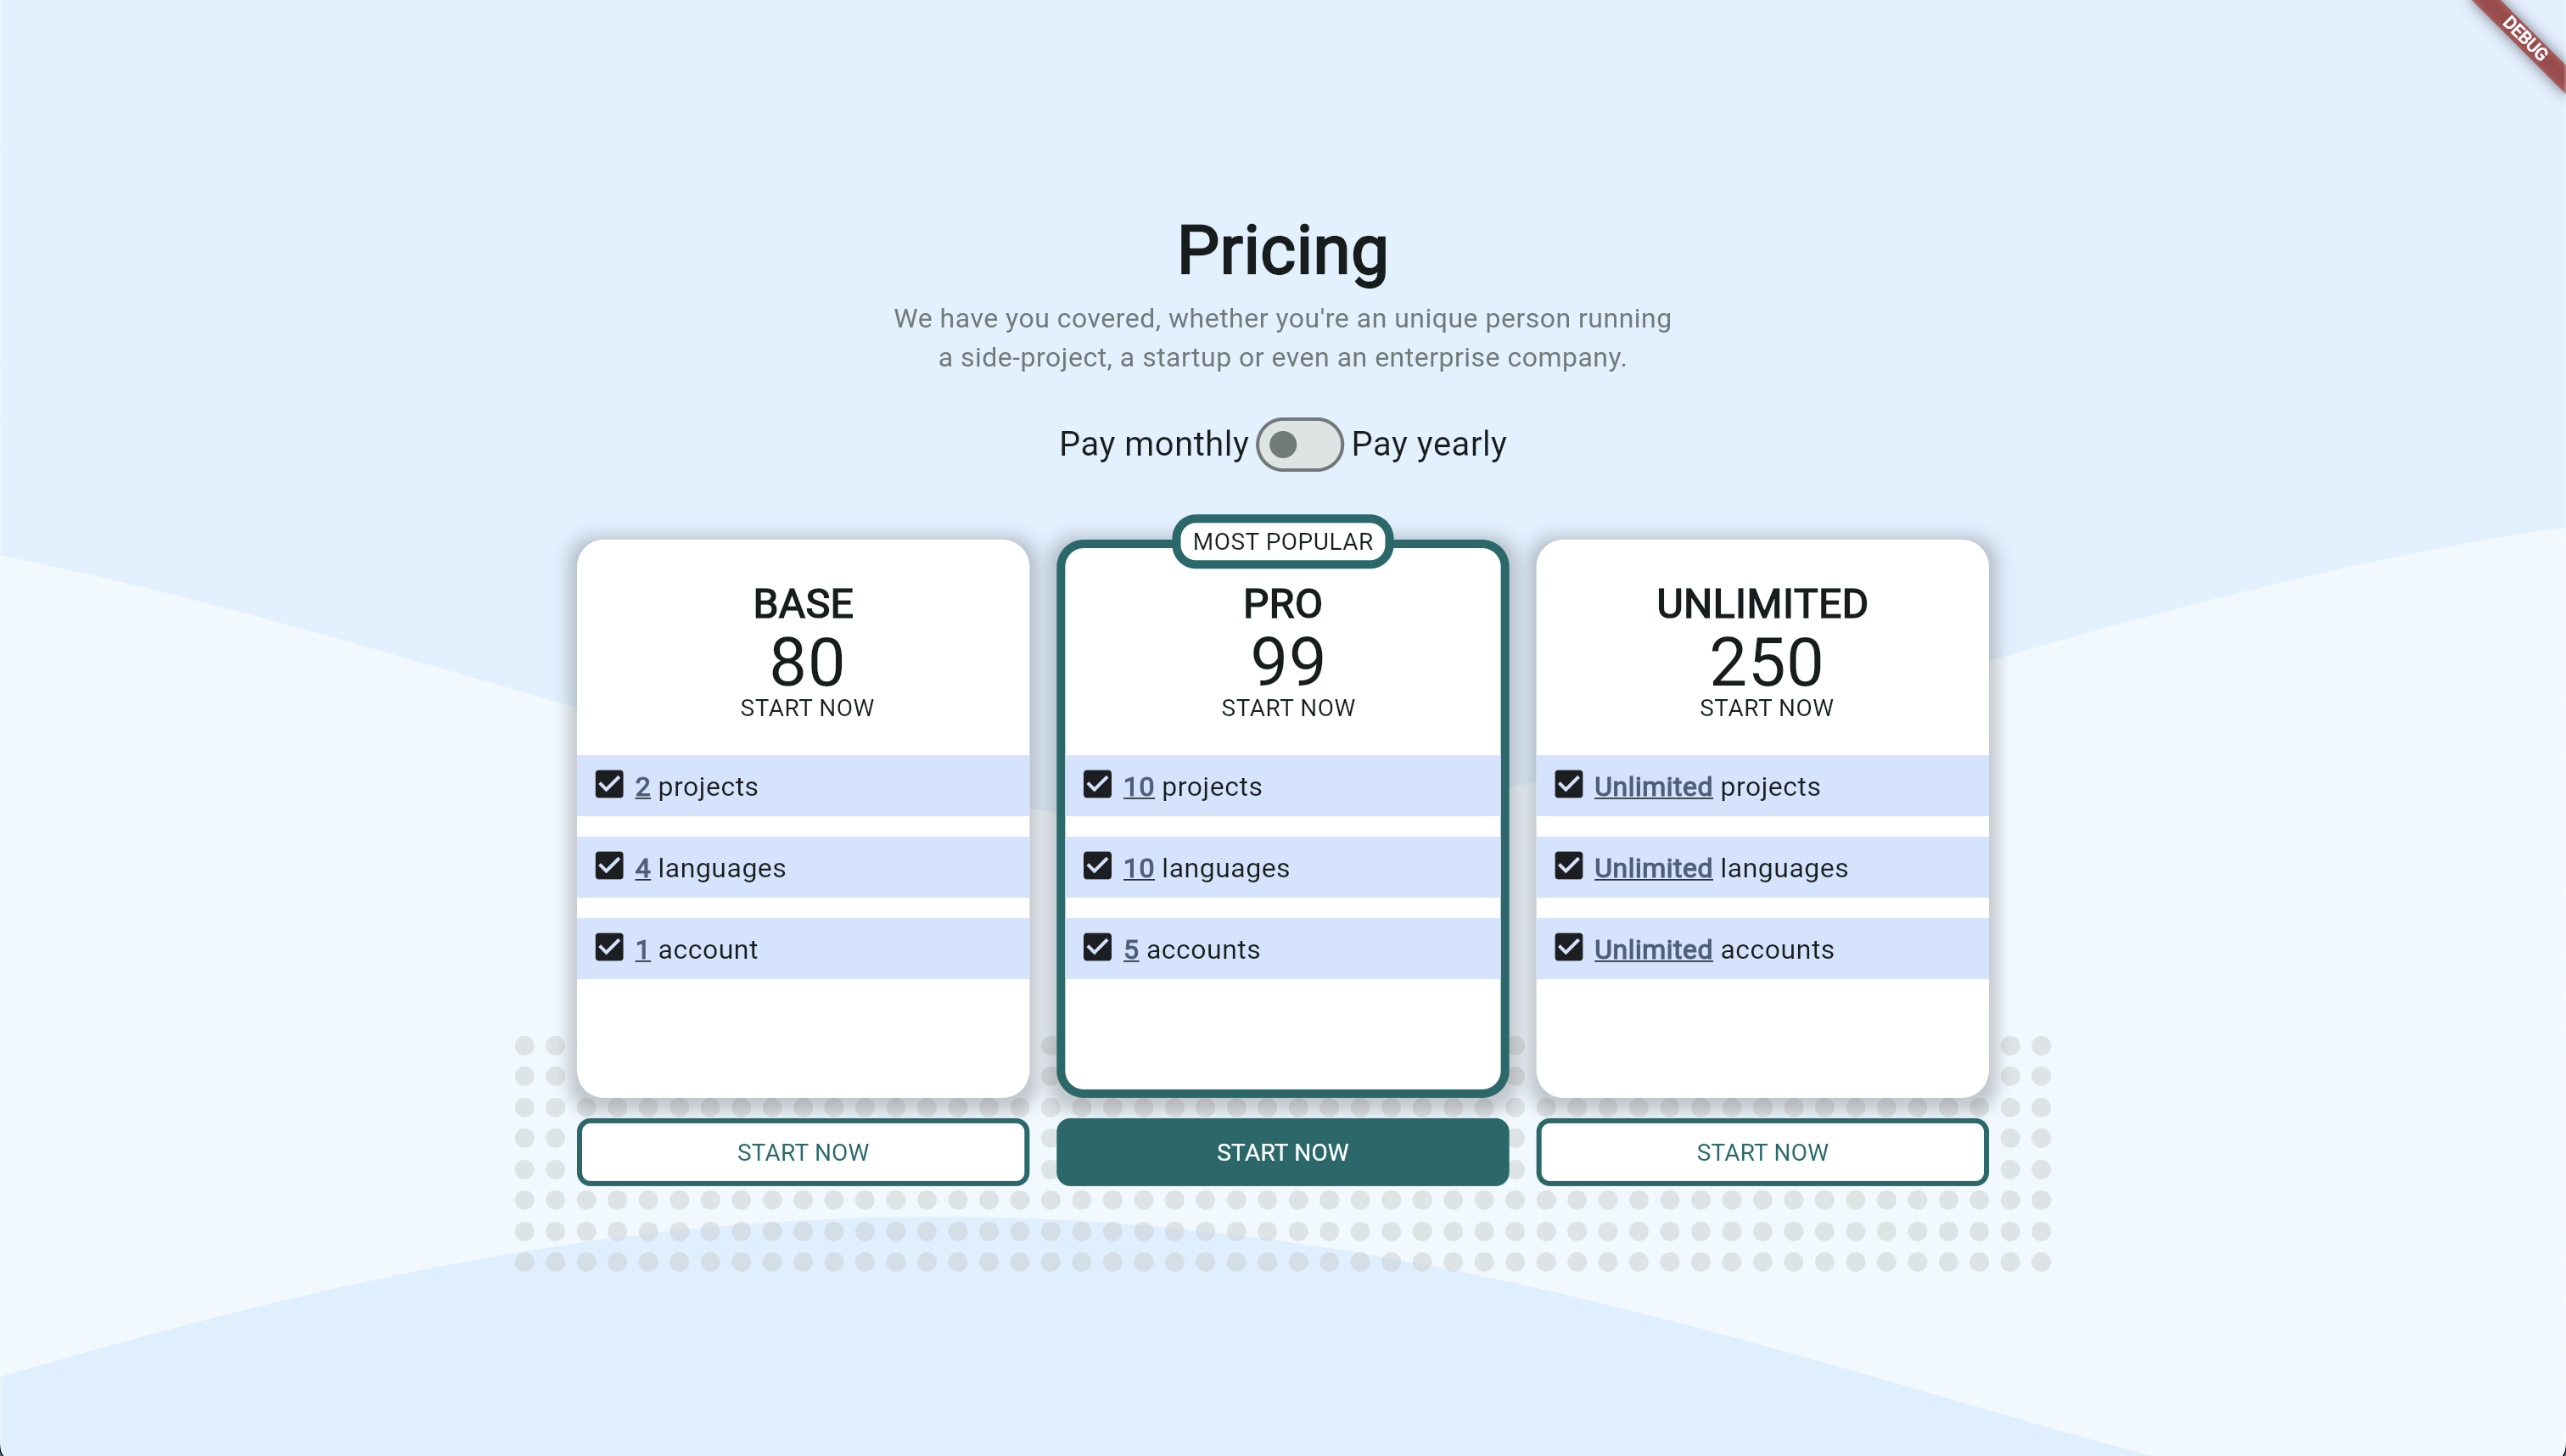 DEBUG
Pricing
We have you covered, whether you're an unique person running
a side-project, a startup or even an enterprise company.
Pay monthly Pay yearly
BASE
80
START NOW
2 projects
4 languages
1 account
START NOW
MOST POPULAR
PRO
99
START NOW
10 projects
10 languages
5 accounts
START NOW
UNLIMITED
250
START NOW
Unlimited projects
Unlimited languages
Unlimited accounts
START NOW